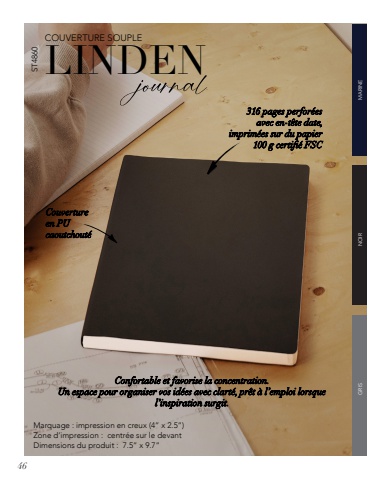 COUVERTURE SOUPLE
ST4860
LINDEN
journal
316 pages perforées
avec en-tête date,
imprimées sur du papier
100 g certifié FSC
Couverture
en PU
caoutchouté
Confortable et favorise la concentration.
Un espace pour organiser vos idées avec clarté, prêt à l'emploi lorsque
l'inspiration surgit.
Marguage : impression en creux (4" x 2.5")
Zone d'impression : centrée sur le devant
Dimensions du produit : 7.5" x 9.7"
MARINE
NOIR
GRIS
46